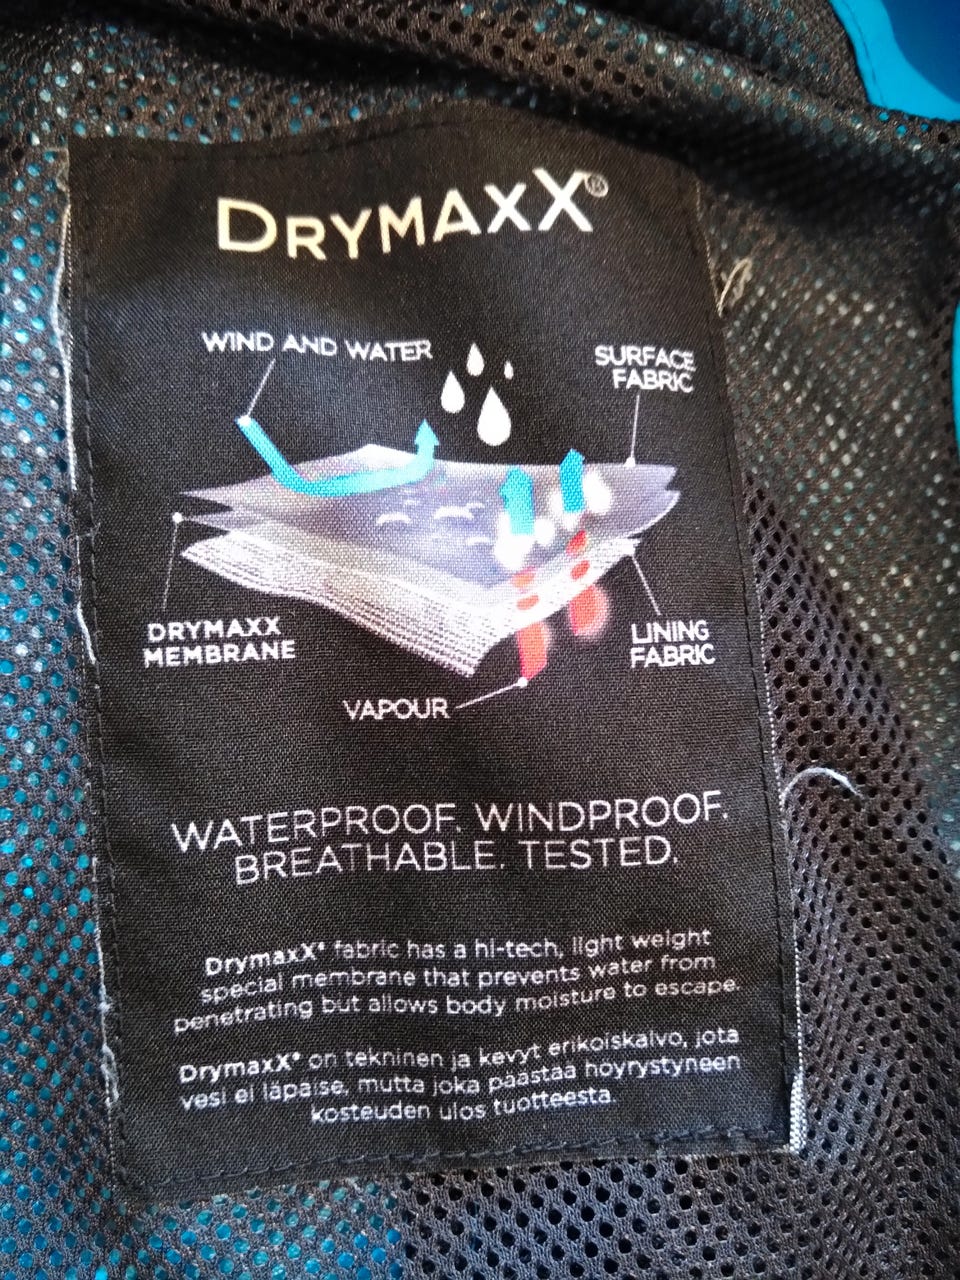 DRYMAXX®
WIND AND WATER
SURFACE
FABRIC
DRYMAXX
MEMBRANE
LINING
FABRIC
VAPOUR
WATERPROOF. WINDPROOF.
BREATHABLE. TESTED.
DrymaxX® fabric has a hi-tech, light weight
special membrane that prevents water from
penetrating but allows body moisture to escape.
DrymaxX® on tekninen ja kevyt erikoiskalvo, jota
vesi ei läpäise, mutta joka päästää höyrystyneen
kosteuden ulos tuotteesta.